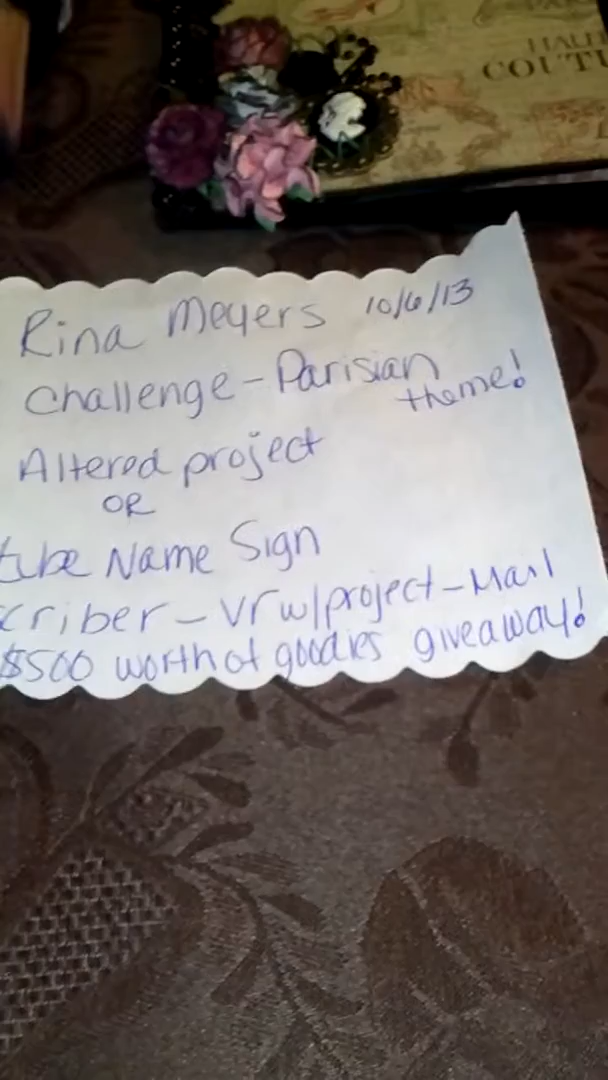 HAUTE
COUTU
Rina Meyers 10/6/13
Challenge - Parisian
theme!
Altered project
OR
tube Name Sign
criber - Vr w/project - Mail
$500 worth of goodies giveaway!